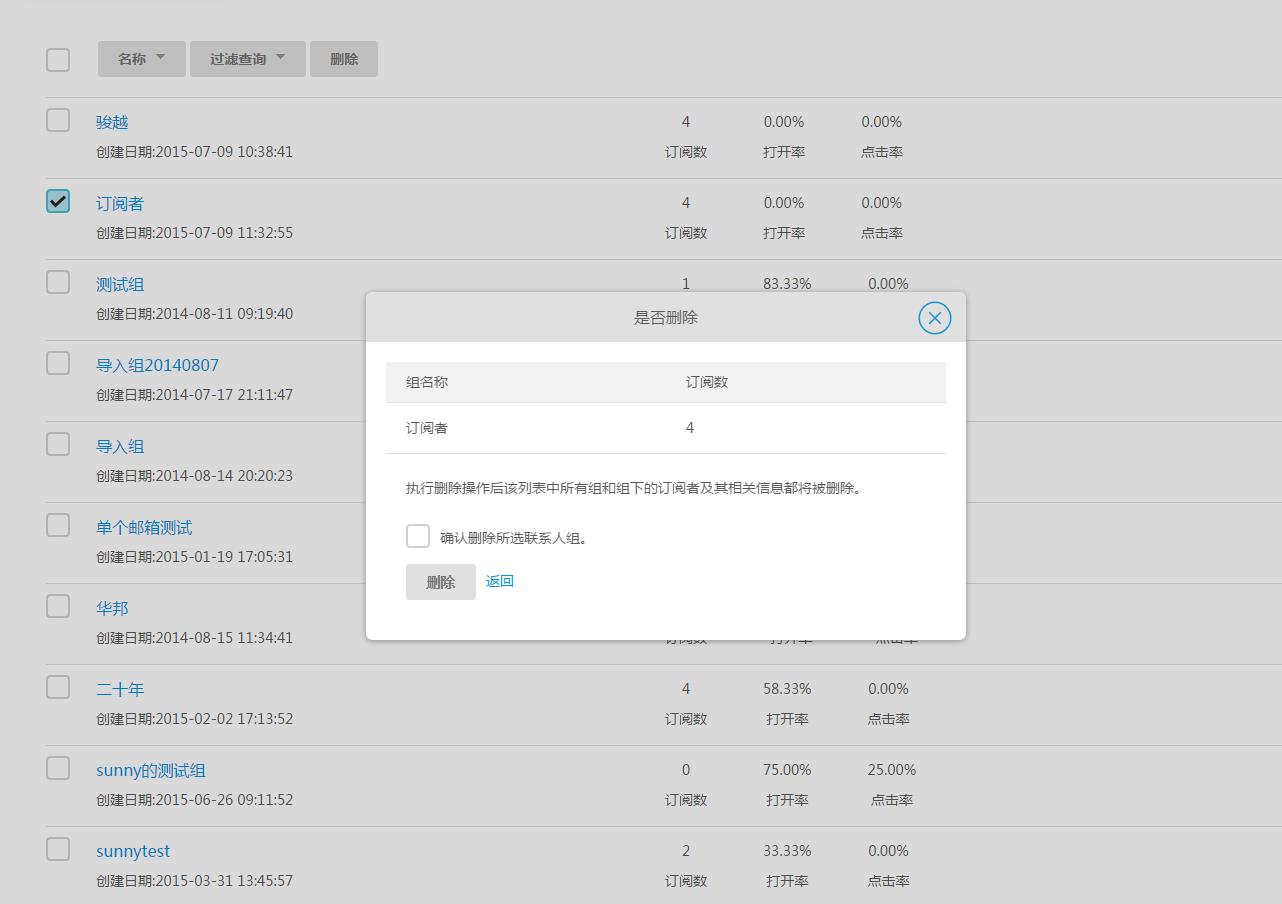 名称 过滤查询 删除
骏越 4 0.00% 0.00%
创建日期:2015-07-09 10:38:41 订阅数 打开率 点击率
订阅者 4 0.00% 0.00%
创建日期:2015-07-09 11:32:55 订阅数 打开率 点击率
测试组 1 83.33% 0.00%
创建日期:2014-08-11 09:19:40
导入组20140807
创建日期:2014-07-17 21:11:47
导入组
创建日期:2014-08-14 20:20:23
单个邮箱测试
创建日期:2015-01-19 17:05:31
华邦
创建日期:2014-08-15 11:34:41 订阅数 打开率 点击率
是否删除
组名称 订阅数
订阅者 4
执行删除操作后该列表中所有组和组下的订阅者及其相关信息都将被删除。
确认删除所选联系人组。
删除 返回
二十年 4 58.33% 0.00%
创建日期:2015-02-02 17:13:52 订阅数 打开率 点击率
sunny的测试组 0 75.00% 25.00%
创建日期:2015-06-26 09:11:52 订阅数 打开率 点击率
sunnytest 2 33.33% 0.00%
创建日期:2015-03-31 13:45:57 订阅数 打开率 点击率